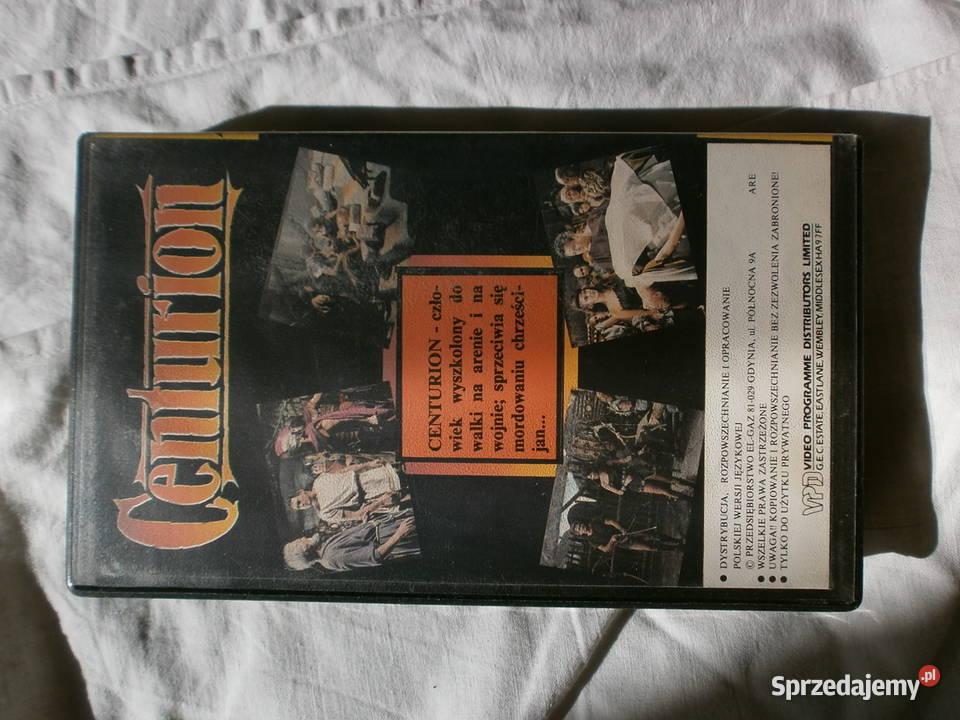 Centurion
CENTURION - czło-
wiek wyszkolony do
walki na arenie i na
wojnie; sprzeciwia się
mordowaniu chrześci-
jan...
● DYSTRYBUCJA, ROZPOWSZECHNIANIE I OPRACOWANIE
POLSKIEJ WERSJI JĘZYKOWEJ
© PRZEDSIĘBIORSTWO EL-GAZ 81-029 GDYNIA, ul. PÓŁNOCNA 9A ARE
● WSZELKIE PRAWA ZASTRZEŻONE
● UWAGA!! KOPIOWANIE I ROZPOWSZECHNIANIE BEZ ZEZWOLENIA ZABRONIONE!
● TYLKO DO UŻYTKU PRYWATNEGO
VPD VIDEO PROGRAMME DISTRIBUTORS LIMITED
G.E.C. ESTATE, EAST LANE, WEMBLEY, MIDDLESEX HA9 7FF
Sprzedajemy.pl